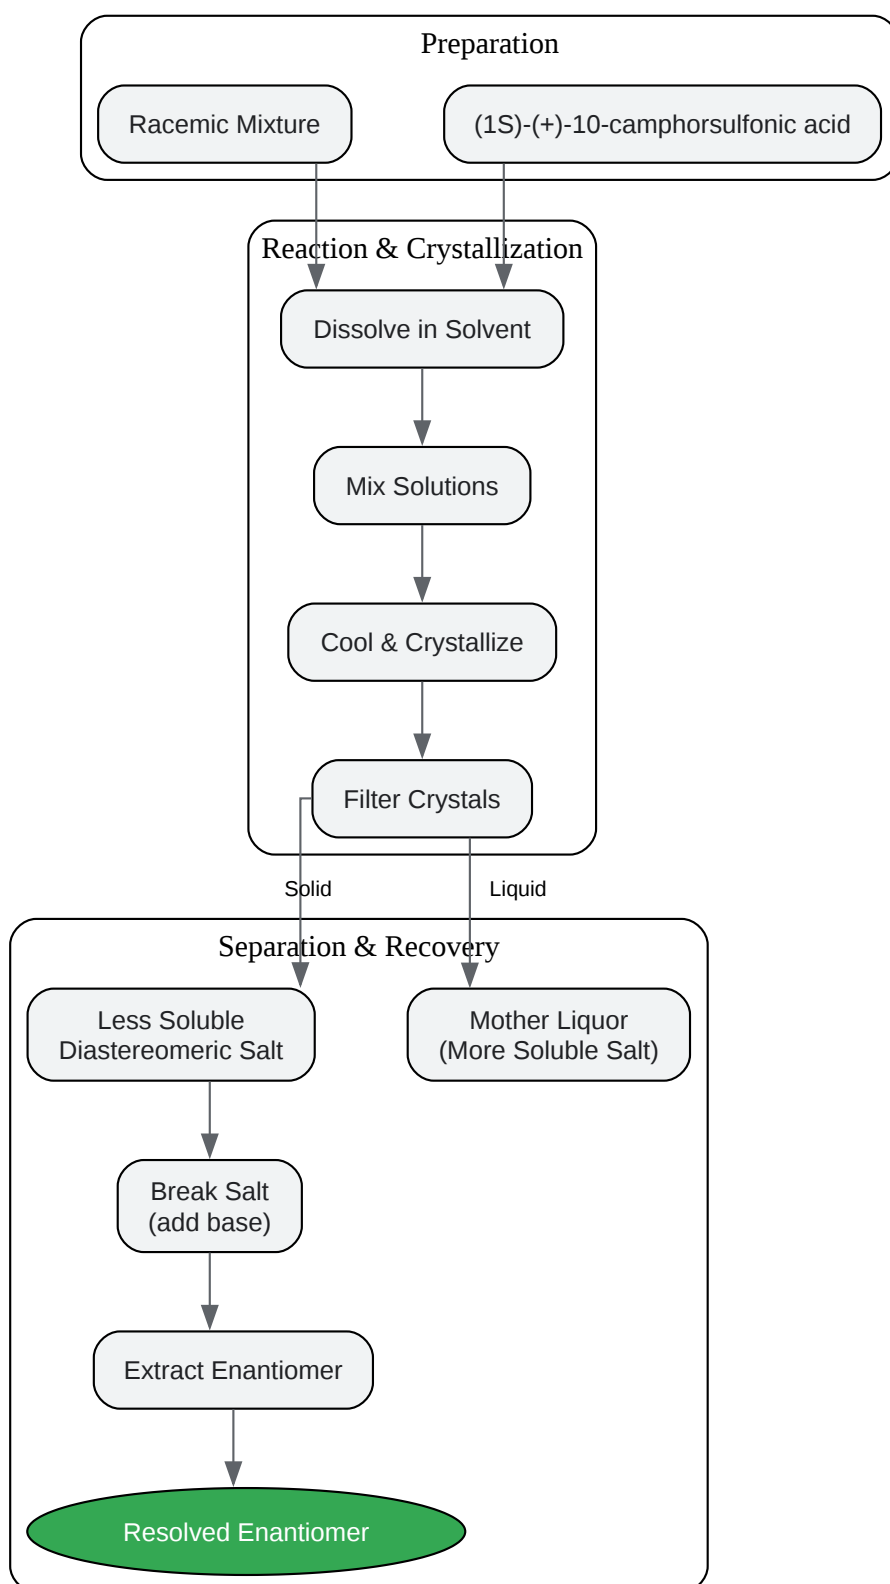 Preparation
Racemic Mixture
(1S)-(+)-10-camphorsulfonic acid
Reaction & Crystallization
Dissolve in Solvent
Mix Solutions
Cool & Crystallize
Filter Crystals
Solid
Liquid
Separation & Recovery
Less Soluble
Diastereomeric Salt
Mother Liquor
(More Soluble Salt)
Break Salt
(add base)
Extract Enantiomer
Resolved Enantiomer